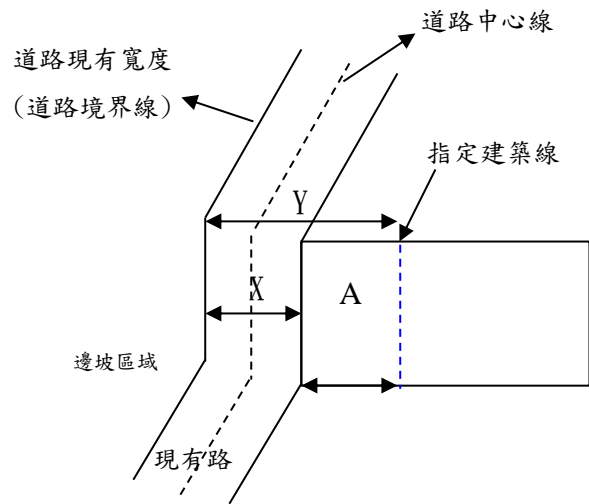 道路中心線
道路現有寬度
(道路境界線)
指定建築線
Y
X
A
邊坡區域
現有路